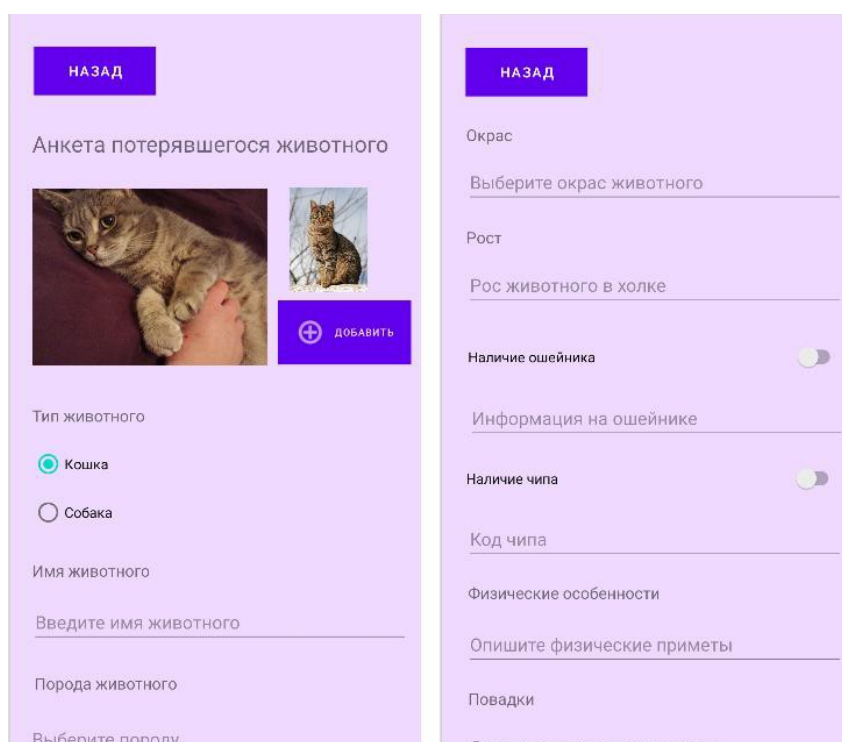 НАЗАД
Анкета потерявшегося животного
ДОБАВИТЬ
Тип животного
Кошка
Собака
Имя животного
Введите имя животного
Порода животного
Выберите породу
НАЗАД
Окрас
Выберите окрас животного
Рост
Рос животного в холке
Наличие ошейника
Информация на ошейнике
Наличие чипа
Код чипа
Физические особенности
Опишите физические приметы
Повадки